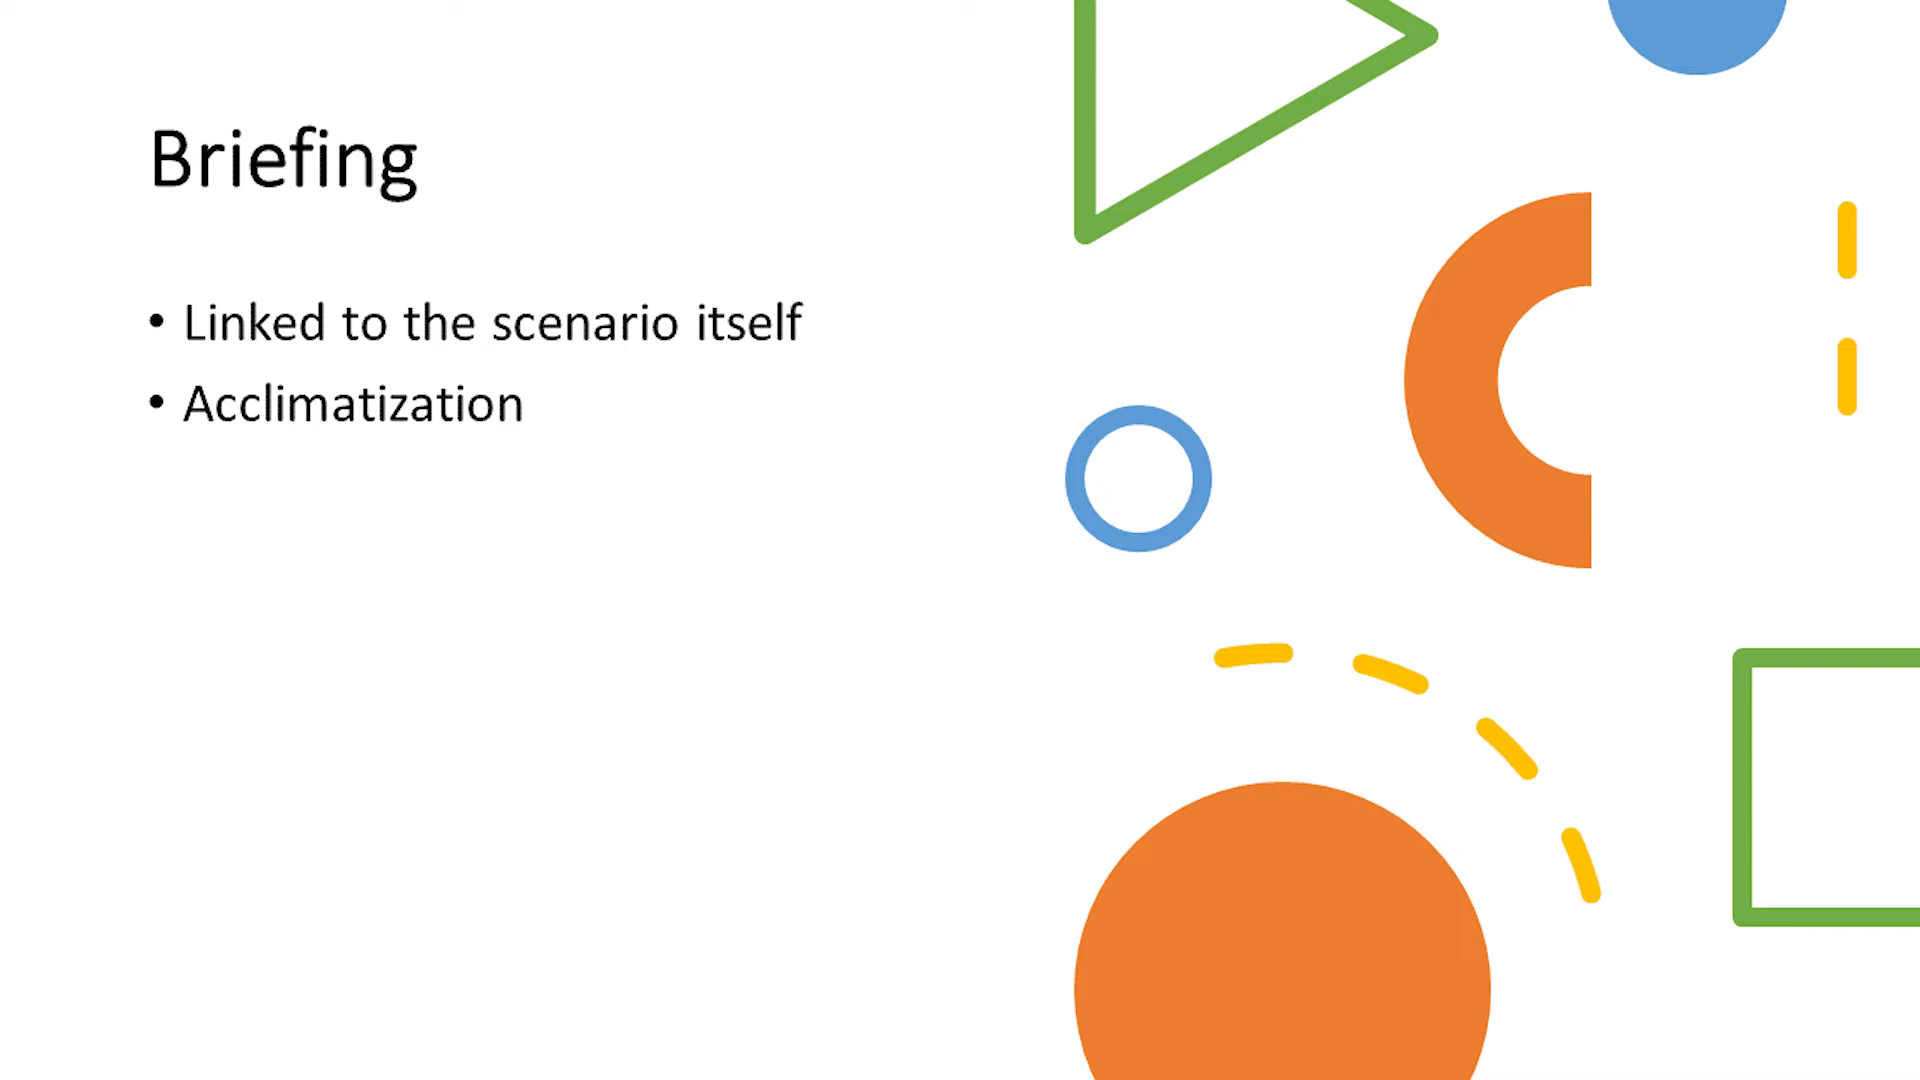 Briefing
• Linked to the scenario itself
• Acclimatization